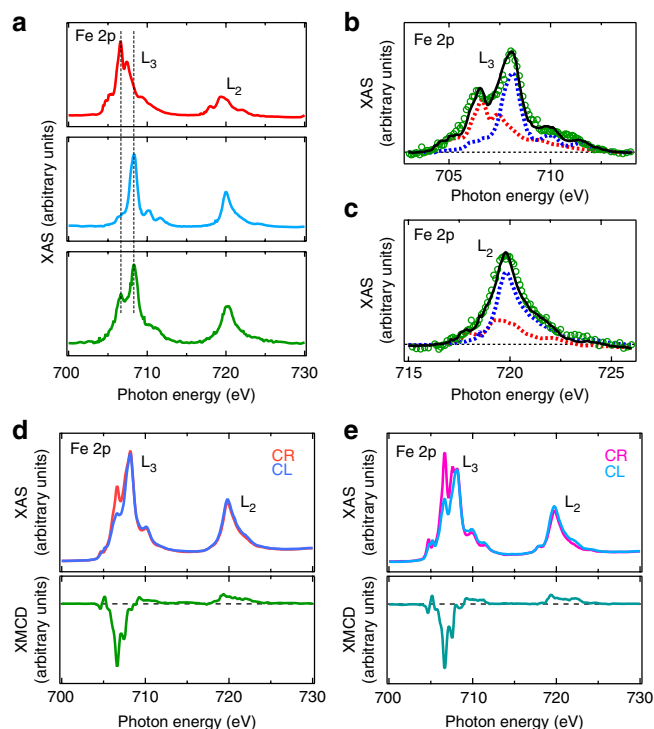 a
Fe 2p
L3
L2
XAS (arbitrary units)
700 710 720 730
Photon energy (eV)
b
Fe 2p
L3
XAS
(arbitrary units)
705 710
Photon energy (eV)
c
Fe 2p
L2
XAS
(arbitrary units)
715 720 725
Photon energy (eV)
d
Fe 2p
CR
CL
L3
L2
XAS
(arbitrary units)
XMCD
(arbitrary units)
700 710 720 730
Photon energy (eV)
e
Fe 2p
CR
CL
L3
L2
XAS
(arbitrary units)
XMCD
(arbitrary units)
700 710 720 730
Photon energy (eV)